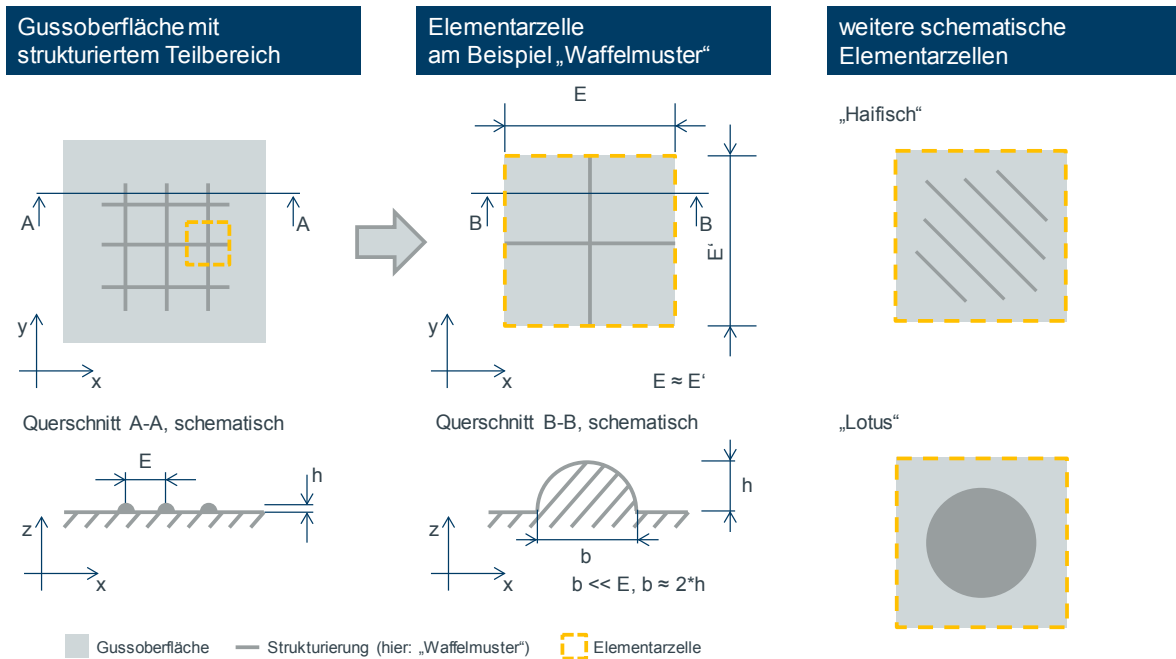 Gussoberfläche mit
strukturiertem Teilbereich
Elementarzelle
am Beispiel „Waffelmuster“
weitere schematische
Elementarzellen
A
A
y
x
E
B
B
E‘
y
x
E ≈ E‘
„Haifisch“
Querschnitt A-A, schematisch
E
h
z
x
Querschnitt B-B, schematisch
h
z
b
x
b << E, b ≈ 2*h
„Lotus“
Gussoberfläche
Strukturierung (hier: „Waffelmuster“)
Elementarzelle